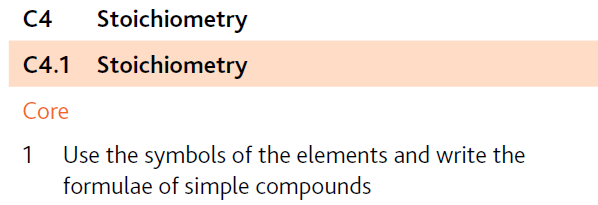 C4 Stoichiometry
C4.1 Stoichiometry
Core
1 Use the symbols of the elements and write the
formulae of simple compounds